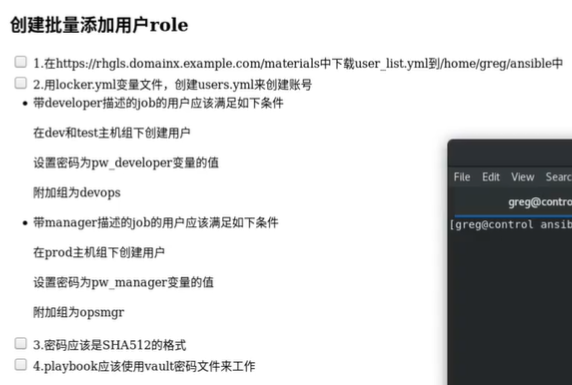 创建批量添加用户role
1.在https://rhgls.domainx.example.com/materials中下载user_list.yml到/home/greg/ansible中
2.用locker.yml变量文件，创建users.yml来创建账号
带developer描述的job的用户应该满足如下条件
在dev和test主机组下创建用户
设置密码为pw_developer变量的值
附加组为devops
File Edit View Searc
greg@contro
[greg@control ansib
带manager描述的job的用户应该满足如下条件
在prod主机组下创建用户
设置密码为pw_manager变量的值
附加组为opsmgr
3.密码应该是SHA512的格式
4.playbook应该使用vault密码文件来工作